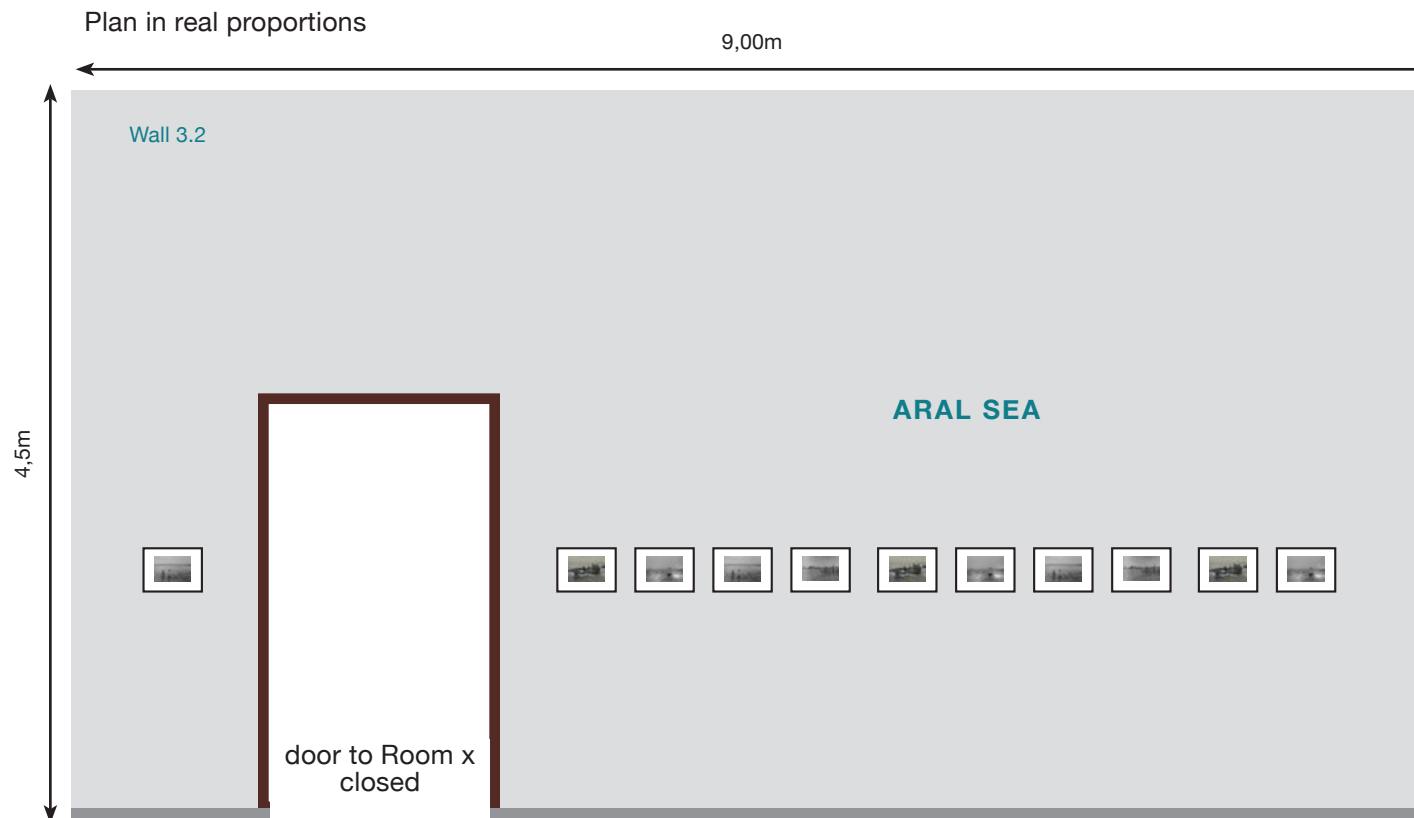 Plan in real proportions
9,00m
Wall 3.2
ARAL SEA
4,5m
door to Room x
closed